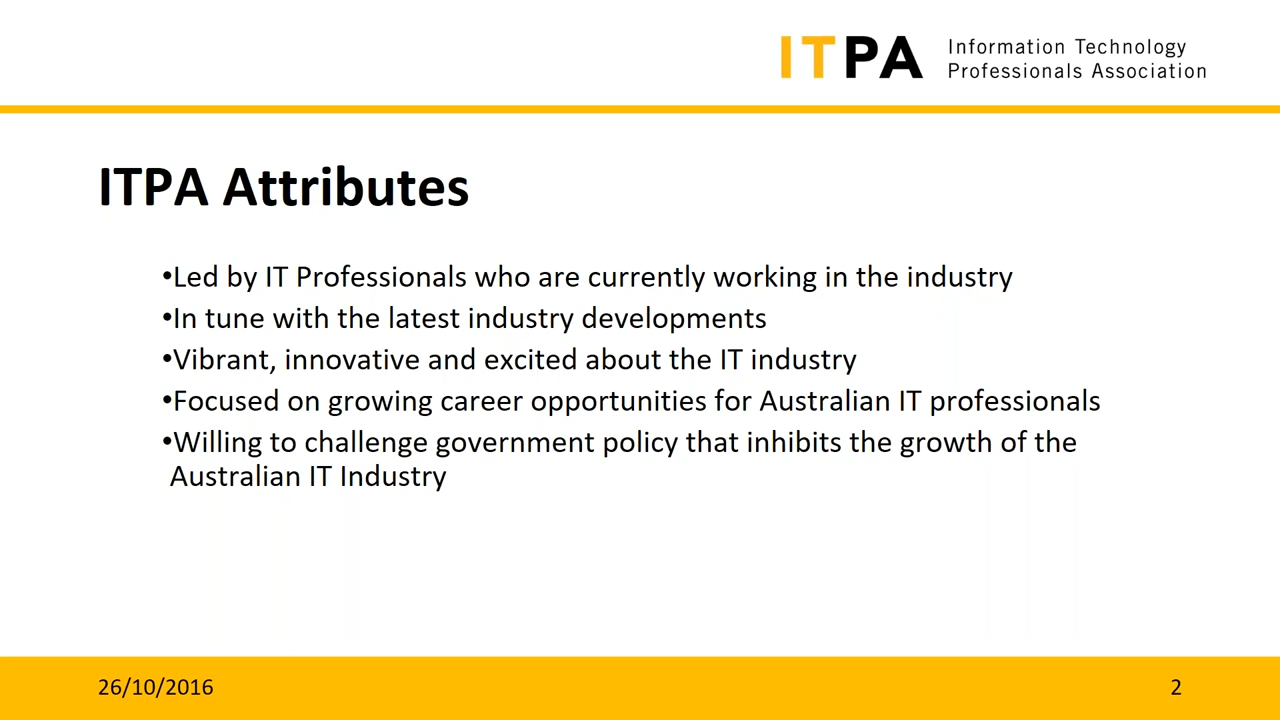 ITPA
Information Technology
Professionals Association
ITPA Attributes
•Led by IT Professionals who are currently working in the industry
•In tune with the latest industry developments
•Vibrant, innovative and excited about the IT industry
•Focused on growing career opportunities for Australian IT professionals
•Willing to challenge government policy that inhibits the growth of the
Australian IT Industry
26/10/2016
2